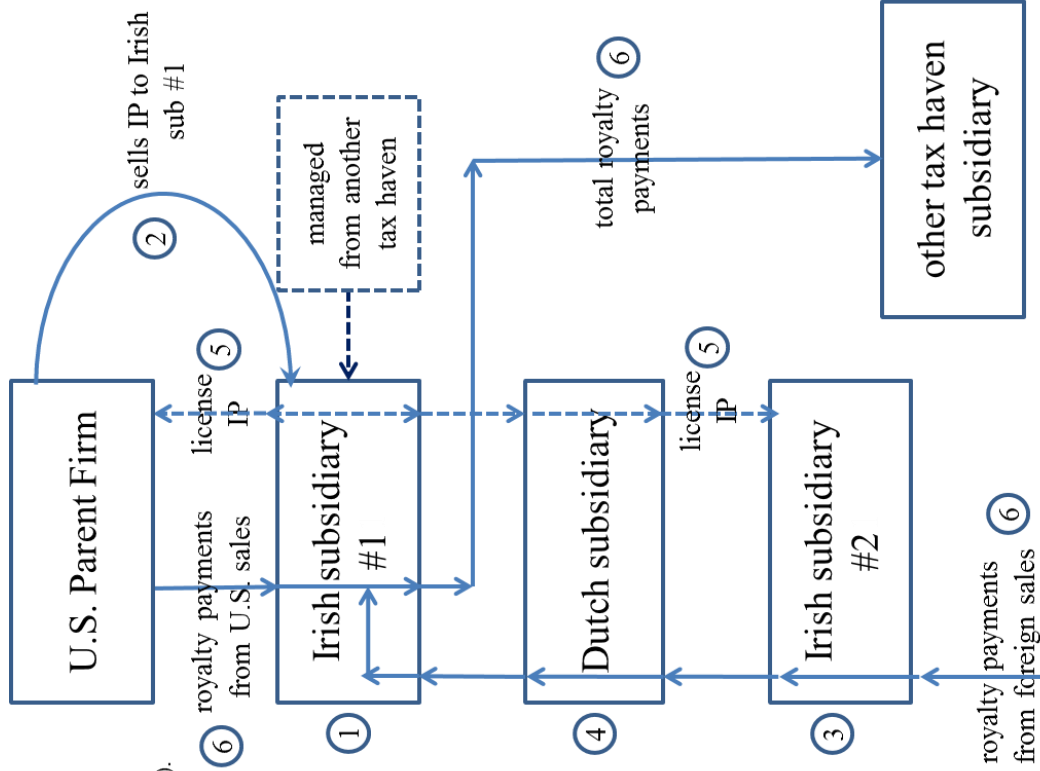 U.S. Parent Firm
2
sells IP to Irish
sub #1
6
royalty payments
from U.S. sales
license
IP
5
1
Irish subsidiary
#1
managed
from another
tax haven
4
Dutch subsidiary
total royalty
payments
6
license
IP
5
3
Irish subsidiary
#2
other tax haven
subsidiary
royalty payments
from foreign sales
6
).